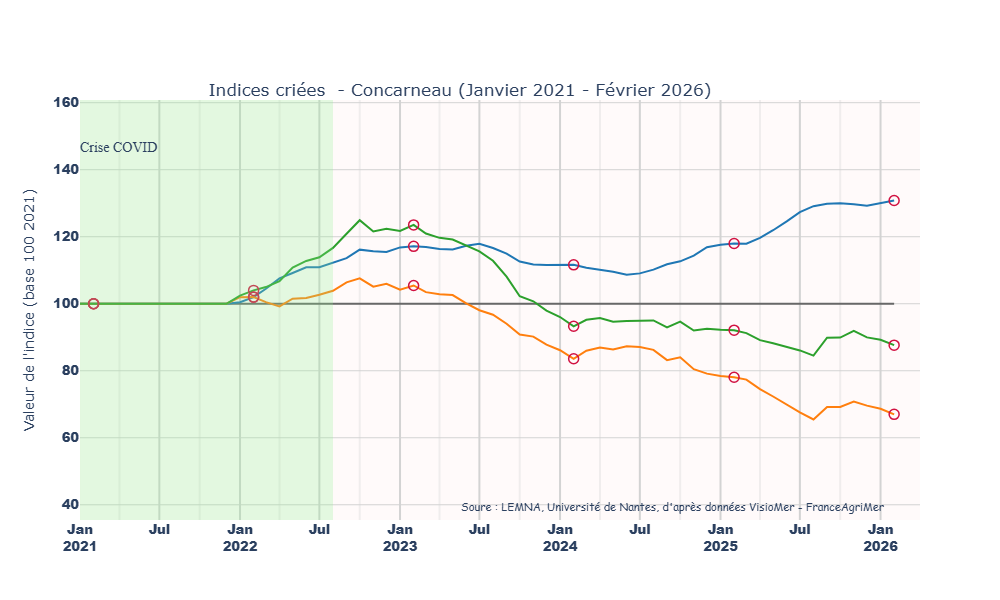 Indices criées - Concarneau (Janvier 2021 - Février 2026)
160
Crise COVID
140
120
100
80
60
40
Valeur de l'indice (base 100 2021)
Soure : LEMNA, Université de Nantes, d'après données VisioMer - FranceAgriMer
Jan Jul Jan Jul Jan Jul Jan Jul Jan Jul Jan
2021 2022 2023 2024 2025 2026